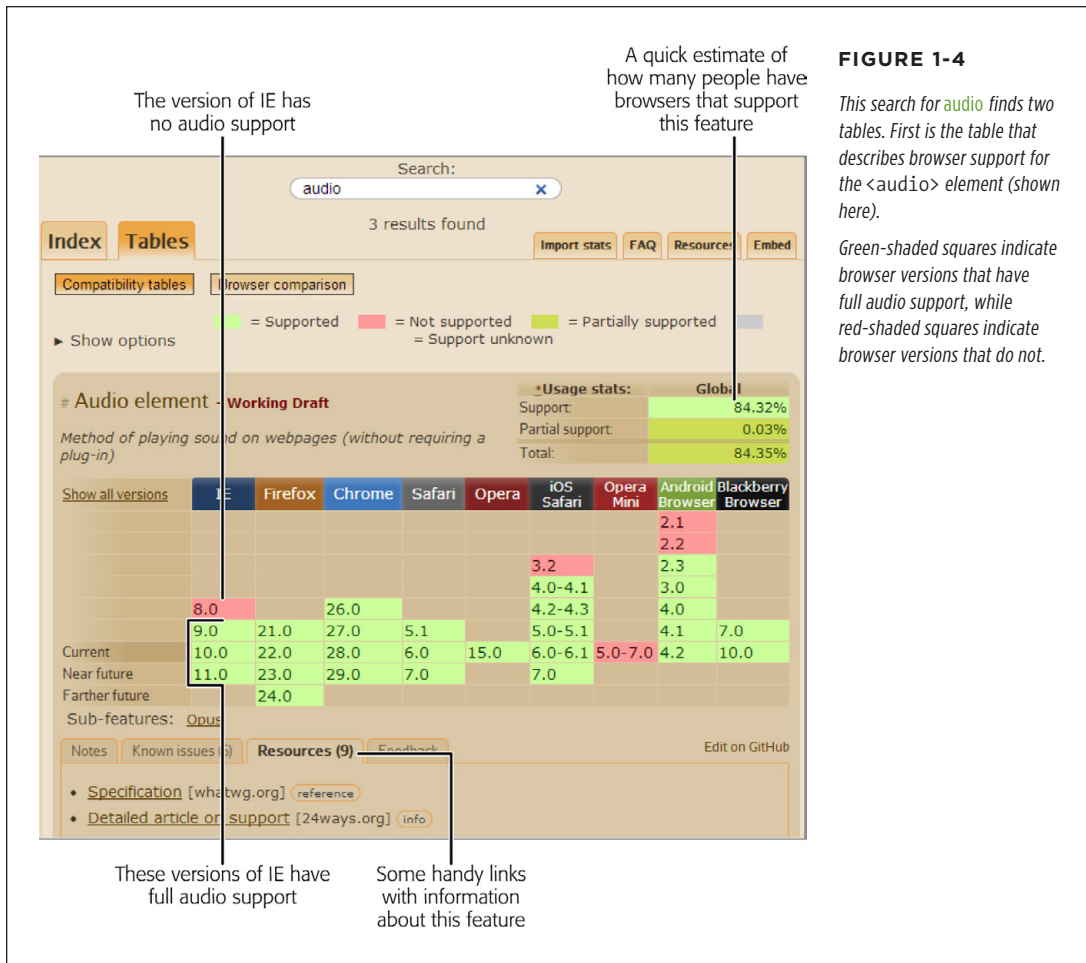 A quick estimate of
how many people have
browsers that support
this feature
The version of IE has
no audio support
FIGURE 1-4
This search for audio finds two
tables. First is the table that
describes browser support for
the <audio> element (shown
here).
Green-shaded squares indicate
browser versions that have
full audio support, while
red-shaded squares indicate
browser versions that do not.
Search:
audio ×
3 results found
Index Tables
Import stats FAQ Resources Embed
Compatibility tables Browser comparison
= Supported = Not supported = Partially supported
= Support unknown
► Show options
# Audio element - Working Draft
Method of playing sound on webpages (without requiring a
plug-in)
*Usage stats: Global
Support: 84.32%
Partial support: 0.03%
Total: 84.35%
Show all versions IE Firefox Chrome Safari Opera iOS Safari Opera Mini Android Browser Blackberry Browser
2.1
2.2
3.2 2.3
4.0-4.1 3.0
8.0 26.0 4.2-4.3 4.0
9.0 21.0 27.0 5.1 5.0-5.1 4.1 7.0
Current 10.0 22.0 28.0 6.0 15.0 6.0-6.1 5.0-7.0 4.2 10.0
Near future 11.0 23.0 29.0 7.0 7.0
Farther future 24.0
Sub-features: Opus
Notes Known issues (6) Resources (9) Feedback Edit on GitHub
• Specification [whatwg.org] reference
• Detailed article on support [24ways.org] info
These versions of IE have
full audio support
Some handy links
with information
about this feature